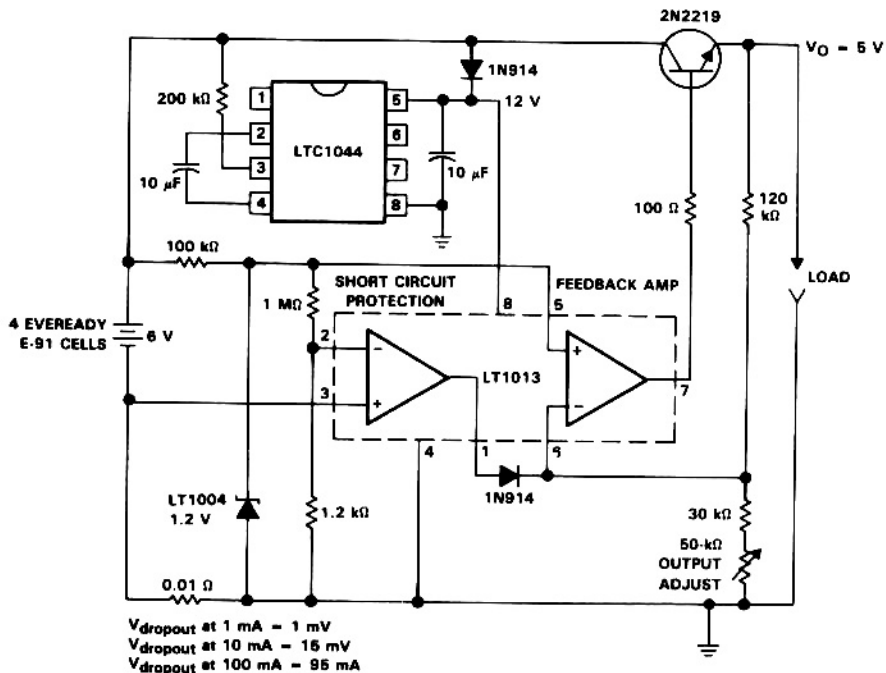 2N2219
V_O = 5 V
1N914
200 kΩ
1
2
3
4
LTC1044
5
6
7
8
12 V
10 μF
10 μF
100 Ω
120
kΩ
100 kΩ
SHORT CIRCUIT
PROTECTION
FEEDBACK AMP
LOAD
1 MΩ
8
5
4 EVEREADY
E-91 CELLS
6 V
2
−
+
3
LT1013
+
−
7
4
1
6
1N914
LT1004
1.2 V
1.2 kΩ
30 kΩ
50-kΩ
OUTPUT
ADJUST
0.01 Ω
V_dropout at 1 mA = 1 mV
V_dropout at 10 mA = 15 mV
V_dropout at 100 mA = 95 mA